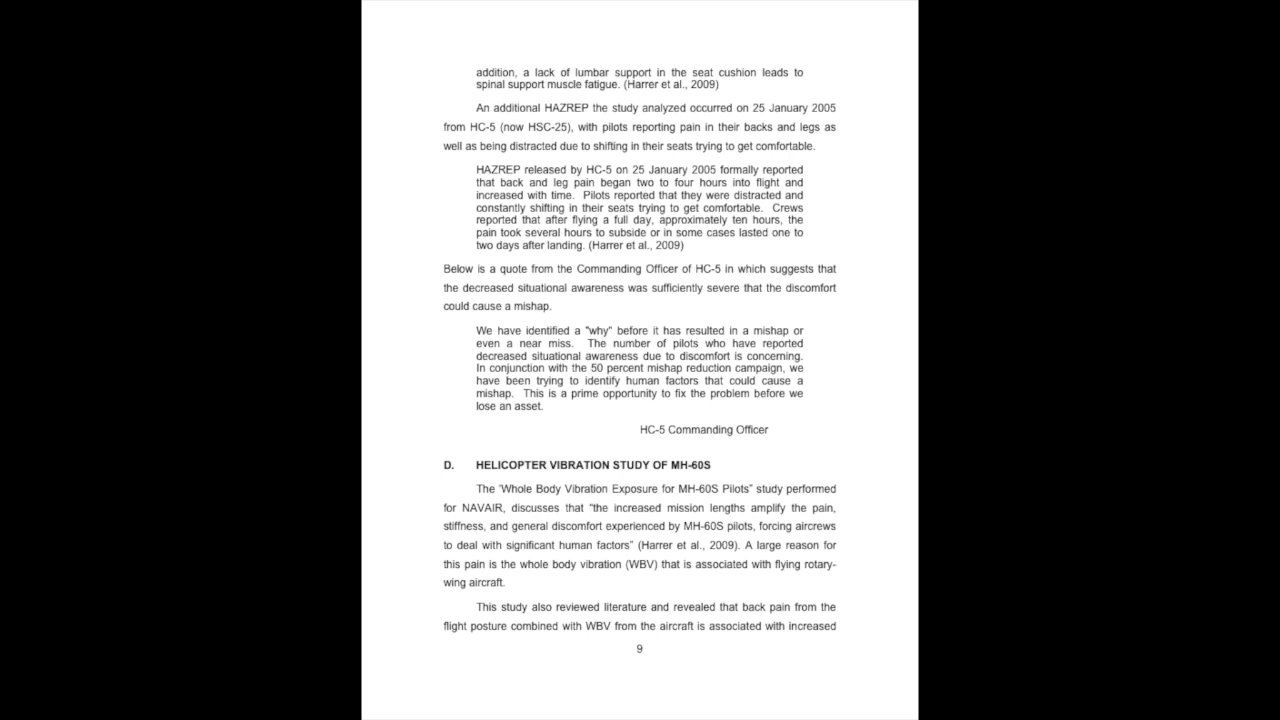 addition, a lack of lumbar support in the seat cushion leads to
spinal support muscle fatigue. (Harrer et al., 2009)
An additional HAZREP the study analyzed occurred on 25 January 2005
from HC-5 (now HSC-25), with pilots reporting pain in their backs and legs as
well as being distracted due to shifting in their seats trying to get comfortable.
HAZREP released by HC-5 on 25 January 2005 formally reported
that back and leg pain began two to four hours into flight and
increased with time. Pilots reported that they were distracted and
constantly shifting in their seats trying to get comfortable. Crews
reported that after flying a full day, approximately ten hours, the
pain took several hours to subside or in some cases lasted one to
two days after landing. (Harrer et al., 2009)
Below is a quote from the Commanding Officer of HC-5 in which suggests that
the decreased situational awareness was sufficiently severe that the discomfort
could cause a mishap.
We have identified a "why" before it has resulted in a mishap or
even a near miss. The number of pilots who have reported
decreased situational awareness due to discomfort is concerning.
In conjunction with the 50 percent mishap reduction campaign, we
have been trying to identify human factors that could cause a
mishap. This is a prime opportunity to fix the problem before we
lose an asset.
HC-5 Commanding Officer
D. HELICOPTER VIBRATION STUDY OF MH-60S
The 'Whole Body Vibration Exposure for MH-60S Pilots" study performed
for NAVAIR, discusses that "the increased mission lengths amplify the pain,
stiffness, and general discomfort experienced by MH-60S pilots, forcing aircrews
to deal with significant human factors" (Harrer et al., 2009). A large reason for
this pain is the whole body vibration (WBV) that is associated with flying rotary-
wing aircraft.
This study also reviewed literature and revealed that back pain from the
flight posture combined with WBV from the aircraft is associated with increased
9